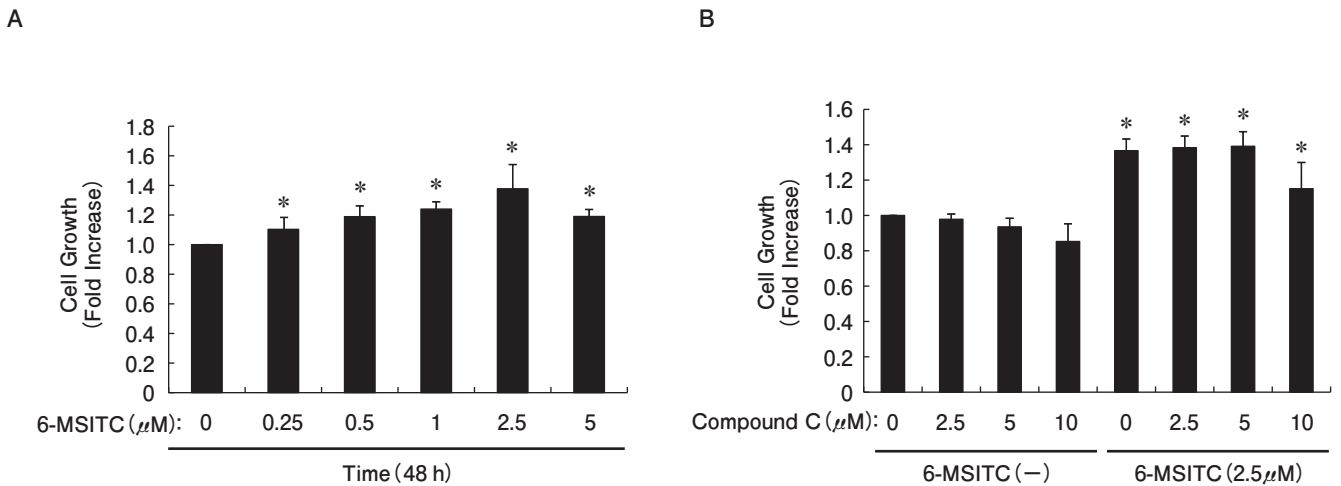 A
Cell Growth
(Fold Increase)
1.8
1.6
1.4
1.2
1.0
0.8
0.6
0.4
0.2
0
* * * * *
6-MSITC(μM): 0 0.25 0.5 1 2.5 5
Time(48 h)
B
Cell Growth
(Fold Increase)
1.6
1.4
1.2
1.0
0.8
0.6
0.4
0.2
0
* * * *
Compound C(μM): 0 2.5 5 10 0 2.5 5 10
6-MSITC(−) 6-MSITC(2.5μM)